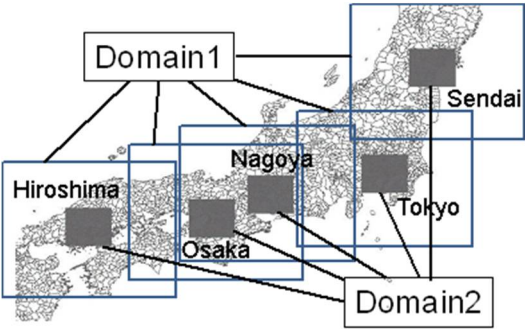 Domain1
Sendai
Nagoya
Hiroshima
Tokyo
Osaka
Domain2